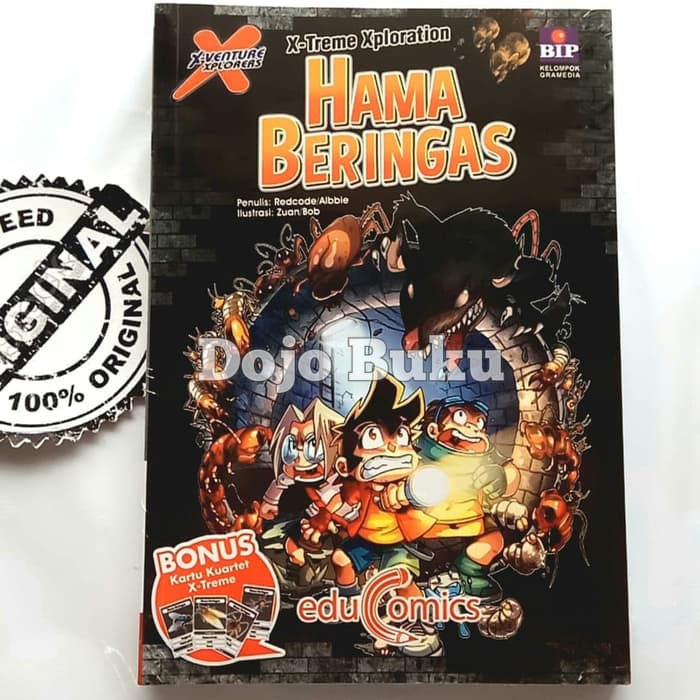 X-VENTURE
XPLORERS
X-Treme Xploration
BIP
KELOMPOK
GRAMEDIA
HAMA
BERINGAS
Penulis: Redcode/Albbie
Ilustrasi: Zuan/Bob
EED
ORIGINAL
100% ORIGINAL
Dojo Buku
BONUS
Kartu Kuartet
X-Treme
eduComics